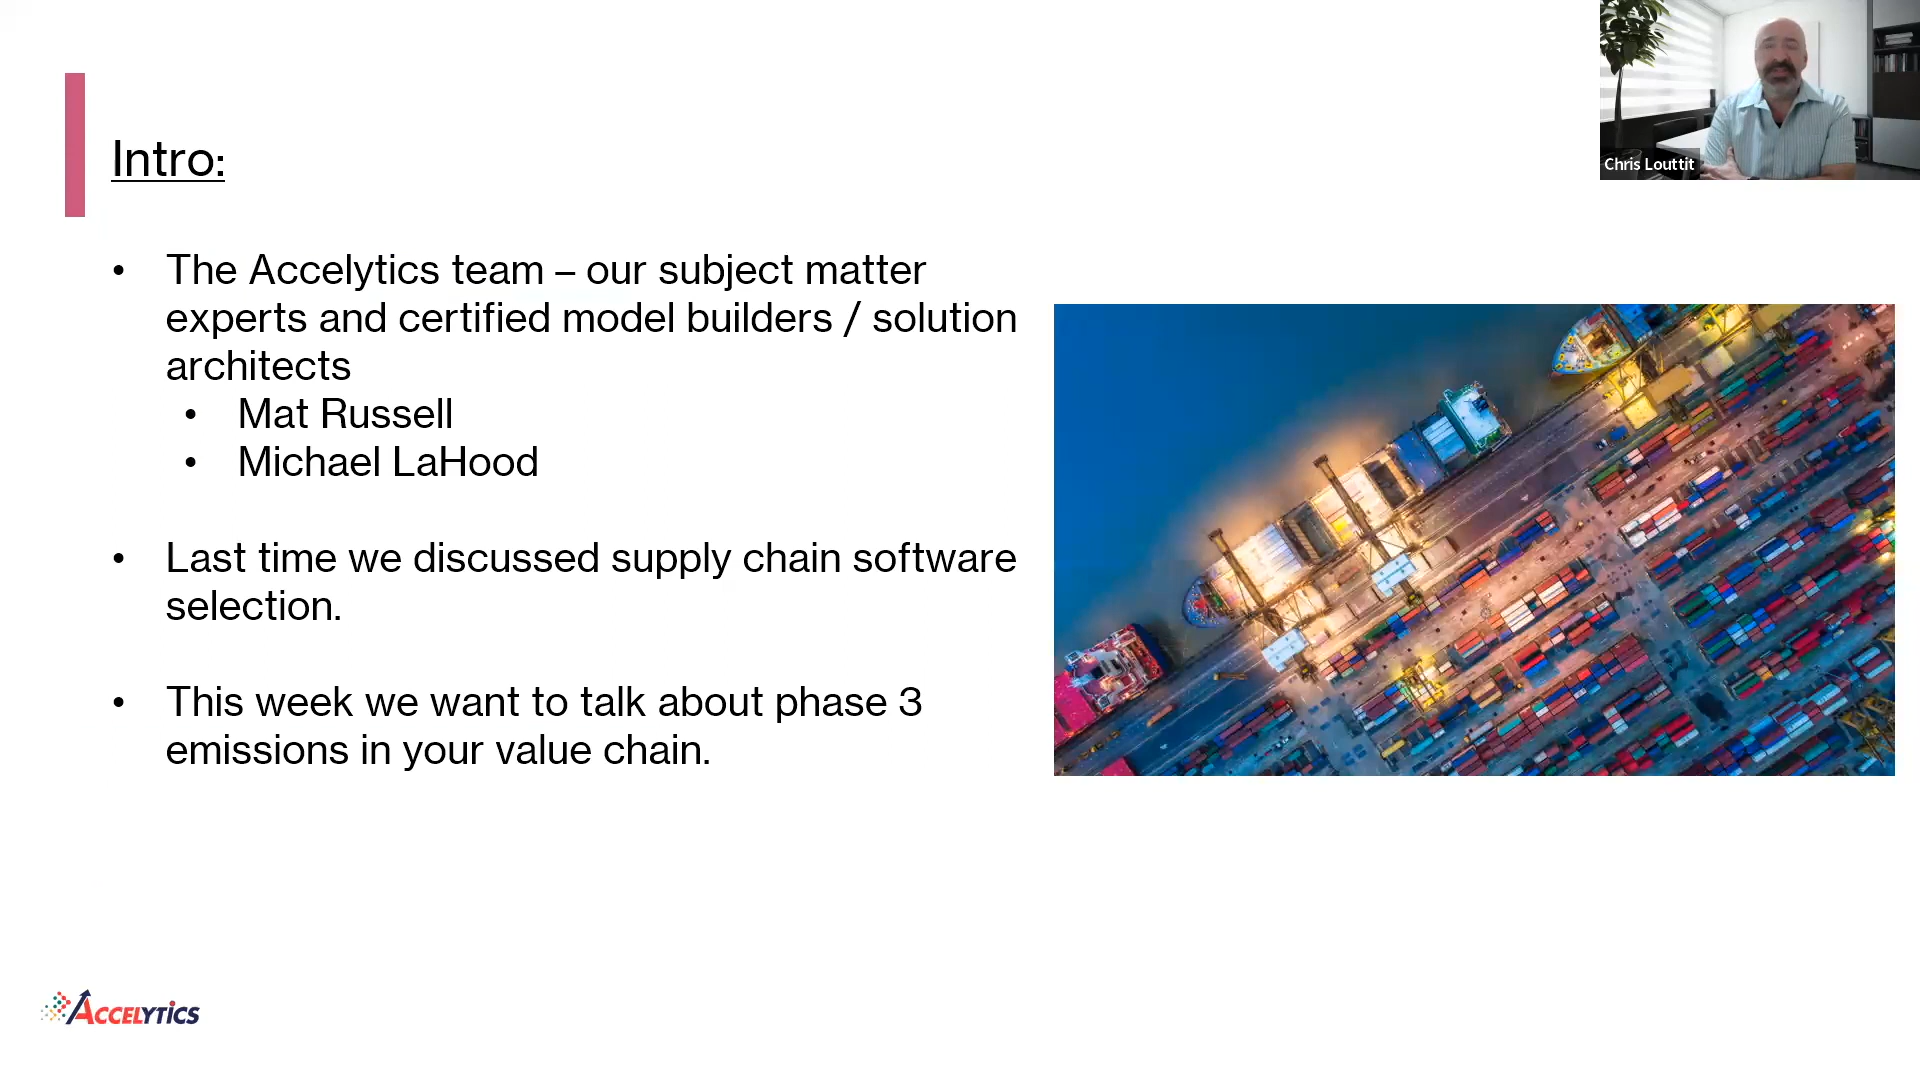 Intro:
• The Accelytics team – our subject matter
experts and certified model builders / solution
architects
• Mat Russell
• Michael LaHood
• Last time we discussed supply chain software
selection.
• This week we want to talk about phase 3
emissions in your value chain.
Chris Louttit
ACCELYTICS